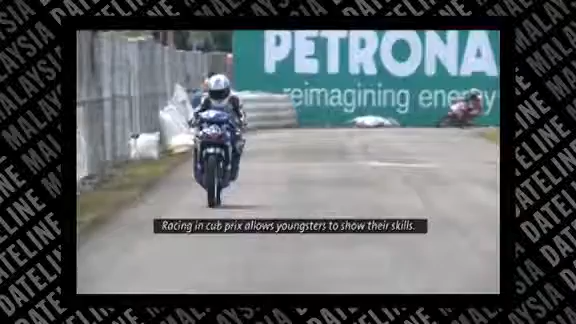 PETRONA
reimagining energy
Racing in cub prix allows youngsters to show their skills.
DATELINE MALAYSIA